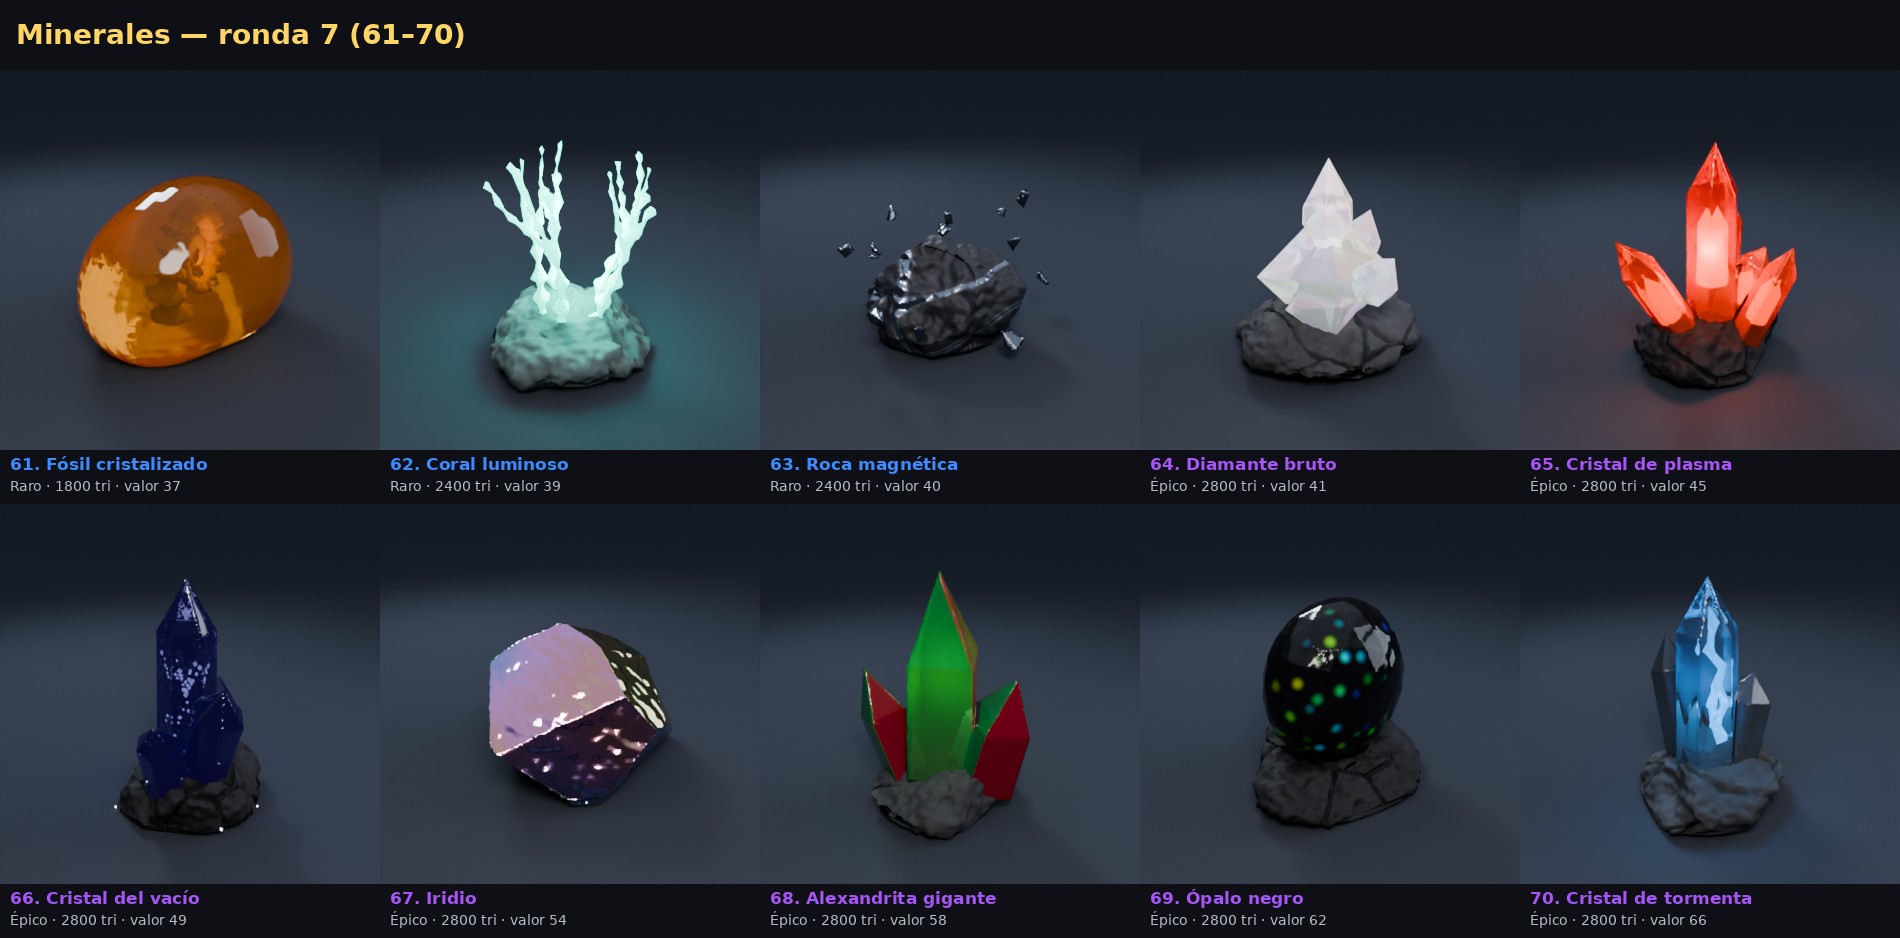 Minerales — ronda 7 (61–70)
61. Fósil cristalizado
Raro · 1800 tri · valor 37
62. Coral luminoso
Raro · 2400 tri · valor 39
63. Roca magnética
Raro · 2400 tri · valor 40
64. Diamante bruto
Épico · 2800 tri · valor 41
65. Cristal de plasma
Épico · 2800 tri · valor 45
66. Cristal del vacío
Épico · 2800 tri · valor 49
67. Iridio
Épico · 2800 tri · valor 54
68. Alexandrita gigante
Épico · 2800 tri · valor 58
69. Ópalo negro
Épico · 2800 tri · valor 62
70. Cristal de tormenta
Épico · 2800 tri · valor 66